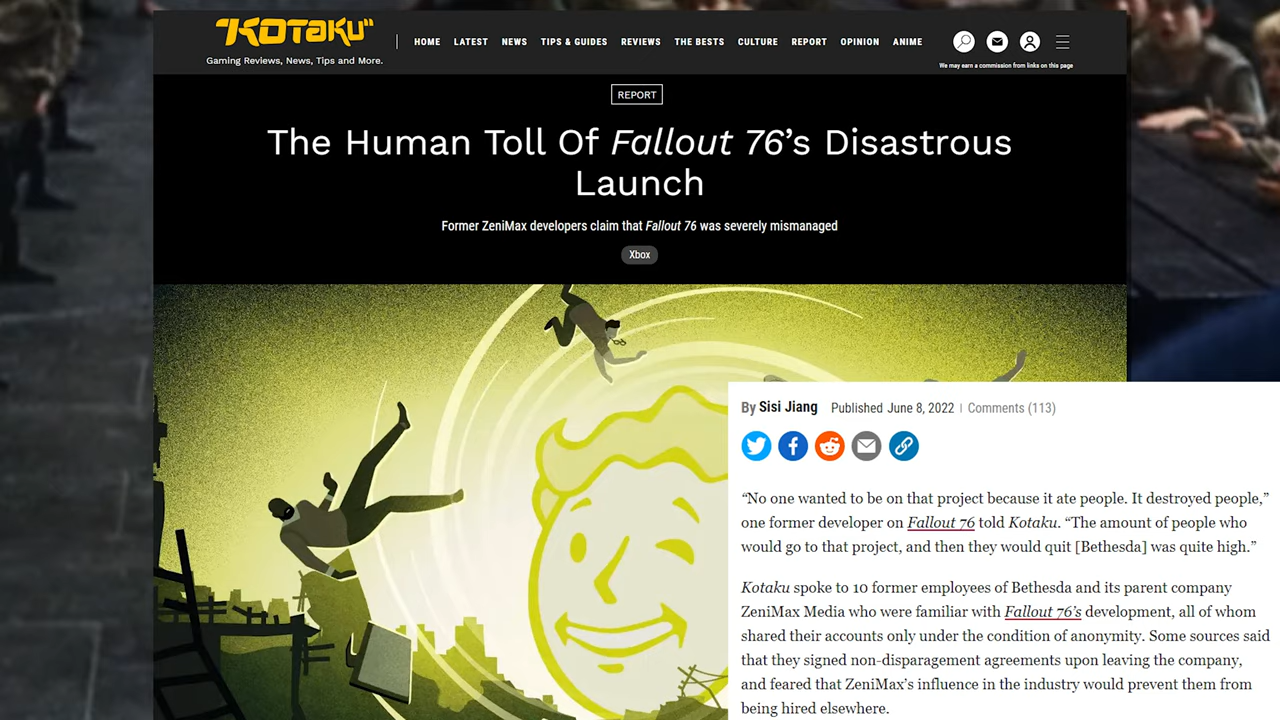 KOTAKU
Gaming Reviews, News, Tips and More.
HOME LATEST NEWS TIPS & GUIDES REVIEWS THE BESTS CULTURE REPORT OPINION ANIME
We may earn a commission from links on this page
REPORT
The Human Toll Of Fallout 76’s Disastrous
Launch
Former ZeniMax developers claim that Fallout 76 was severely mismanaged
Xbox
By Sisi Jiang Published June 8, 2022 | Comments (113)
“No one wanted to be on that project because it ate people. It destroyed people,”
one former developer on Fallout 76 told Kotaku. “The amount of people who
would go to that project, and then they would quit [Bethesda] was quite high.”
Kotaku spoke to 10 former employees of Bethesda and its parent company
ZeniMax Media who were familiar with Fallout 76’s development, all of whom
shared their accounts only under the condition of anonymity. Some sources said
that they signed non-disparagement agreements upon leaving the company,
and feared that ZeniMax’s influence in the industry would prevent them from
being hired elsewhere.